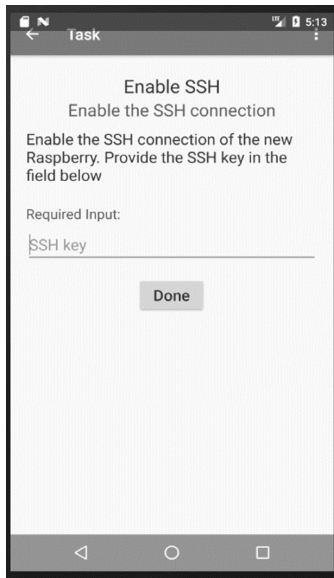 5:13
Task
Enable SSH
Enable the SSH connection
Enable the SSH connection of the new
Raspberry. Provide the SSH key in the
field below
Required Input:
SSH key
Done